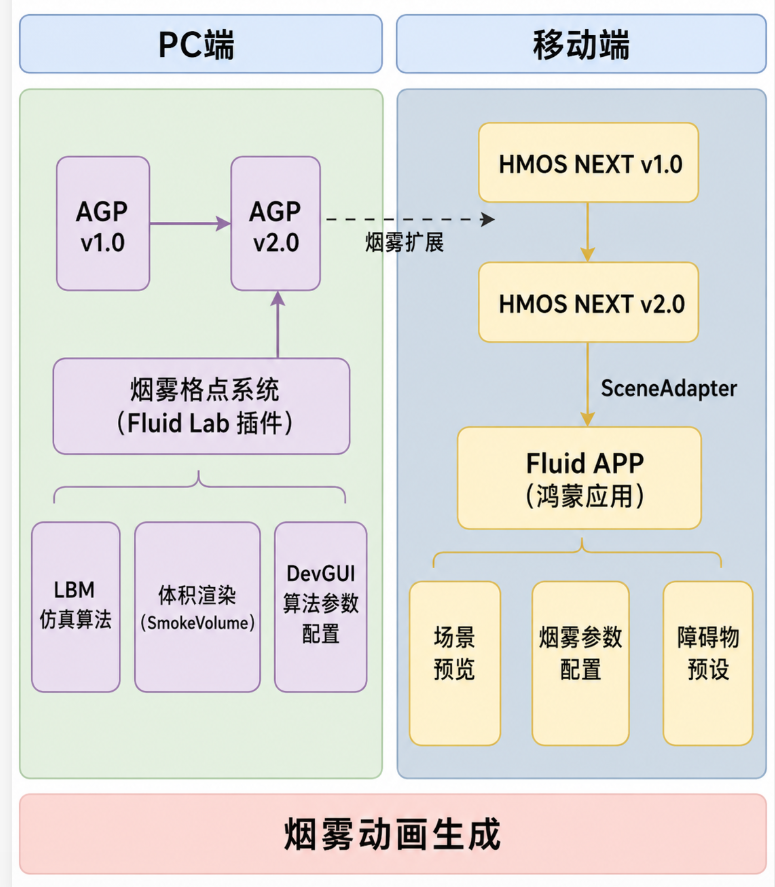 PC端
移动端
AGP
v1.0
AGP
v2.0
烟雾扩展
烟雾格点系统
（Fluid Lab 插件）
LBM
仿真算法
体积渲染
（SmokeVolume）
DevGUI
算法参数
配置
HMOS NEXT v1.0
HMOS NEXT v2.0
SceneAdapter
Fluid APP
（鸿蒙应用）
场景
预览
烟雾参数
配置
障碍物
预设
烟雾动画生成